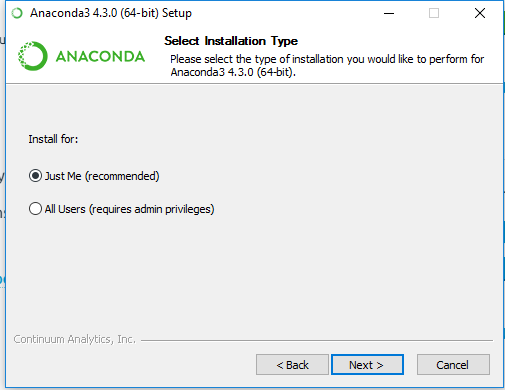 Anaconda3 4.3.0 (64-bit) Setup
ANACONDA
Select Installation Type
Please select the type of installation you would like to perform for
Anaconda3 4.3.0 (64-bit).
Install for:
Just Me (recommended)
All Users (requires admin privileges)
Continuum Analytics, Inc.
< Back
Next >
Cancel